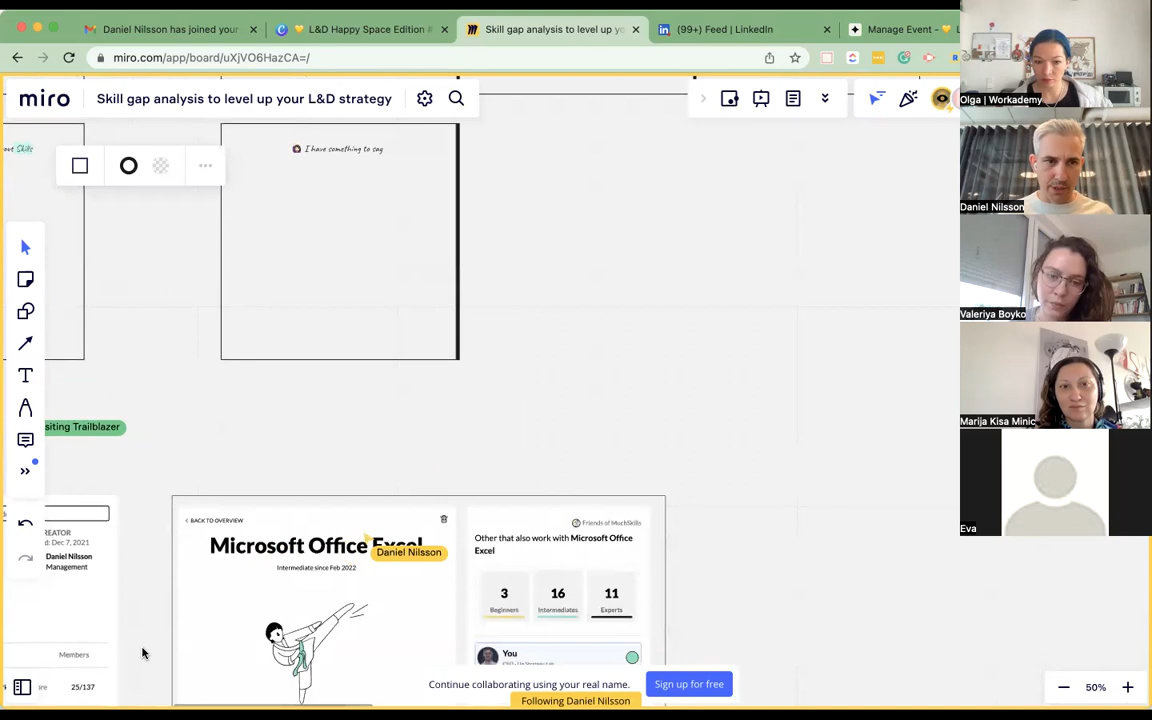 Daniel Nilsson has joined your
L&D Happy Space Edition #
Skill gap analysis to level up yo
(99+) Feed | LinkedIn
Manage Event - 💛 L
miro.com/app/board/uXjVO6HazCA=/
miro
Skill gap analysis to level up your L&D strategy
out Skills
I have something to say
siting Trailblazer
EATOR
d: Dec 7, 2021
Daniel Nilsson
Management
Members
ire
25/137
BACK TO OVERVIEW
Microsoft Office Excel
Daniel Nilsson
Intermediate since Feb 2022
Friends of MuchSkills
Other that also work with Microsoft Office
Excel
3
16
11
Beginners
Intermediates
Experts
You
Continue collaborating using your real name.
Sign up for free
Following Daniel Nilsson
50%
Olga | Workademy
Daniel Nilsson
Valeriya Boyko
Marija Kisa Minic
Eva